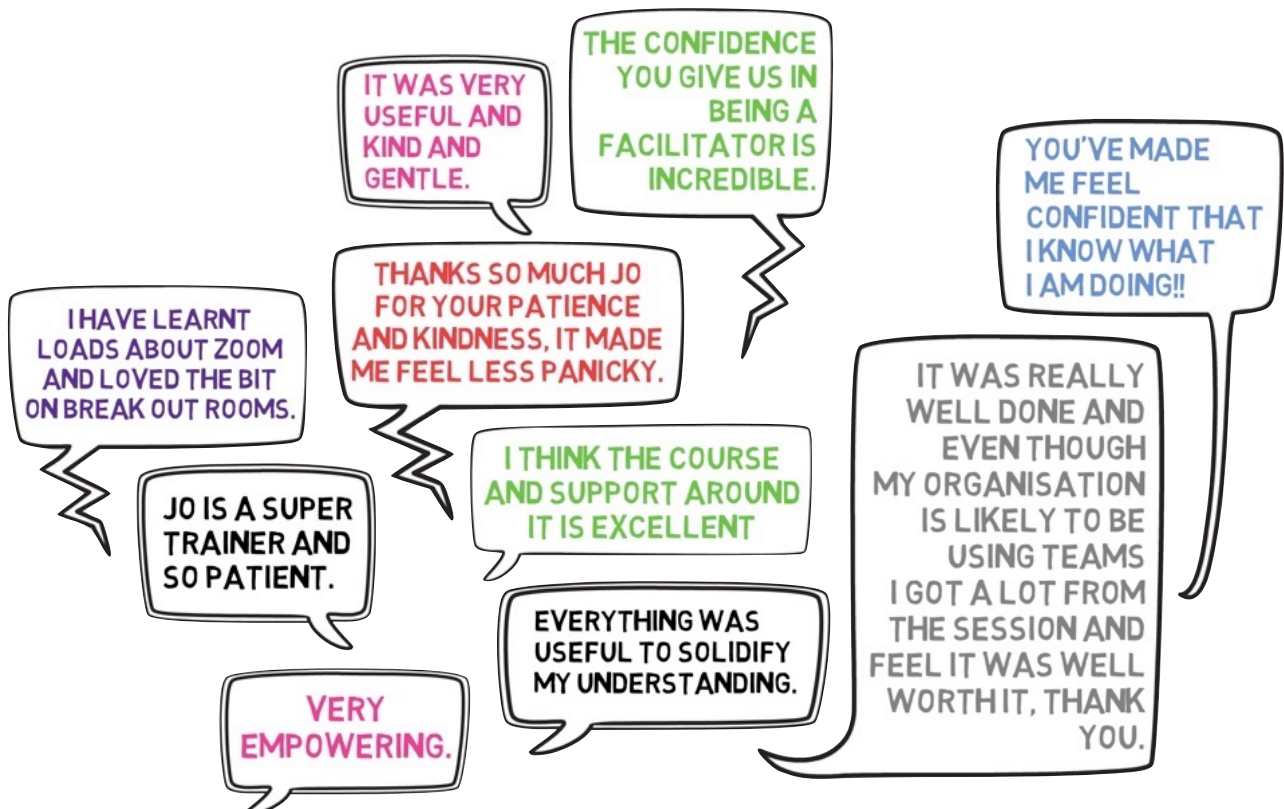 IT WAS VERY
USEFUL AND
KIND AND
GENTLE.
THE CONFIDENCE
YOU GIVE US IN
BEING A
FACILITATOR IS
INCREDIBLE.
YOU'VE MADE
ME FEEL
CONFIDENT THAT
I KNOW WHAT
I AM DOING!!
THANKS SO MUCH JO
FOR YOUR PATIENCE
AND KINDNESS, IT MADE
ME FEEL LESS PANICKY.
I HAVE LEARNT
LOADS ABOUT ZOOM
AND LOVED THE BIT
ON BREAK OUT ROOMS.
IT WAS REALLY
WELL DONE AND
EVEN THOUGH
MY ORGANISATION
IS LIKELY TO BE
USING TEAMS
I GOT A LOT FROM
THE SESSION AND
FEEL IT WAS WELL
WORTH IT, THANK
YOU.
I THINK THE COURSE
AND SUPPORT AROUND
IT IS EXCELLENT
JO IS A SUPER
TRAINER AND
SO PATIENT.
EVERYTHING WAS
USEFUL TO SOLIDIFY
MY UNDERSTANDING.
VERY
EMPOWERING.